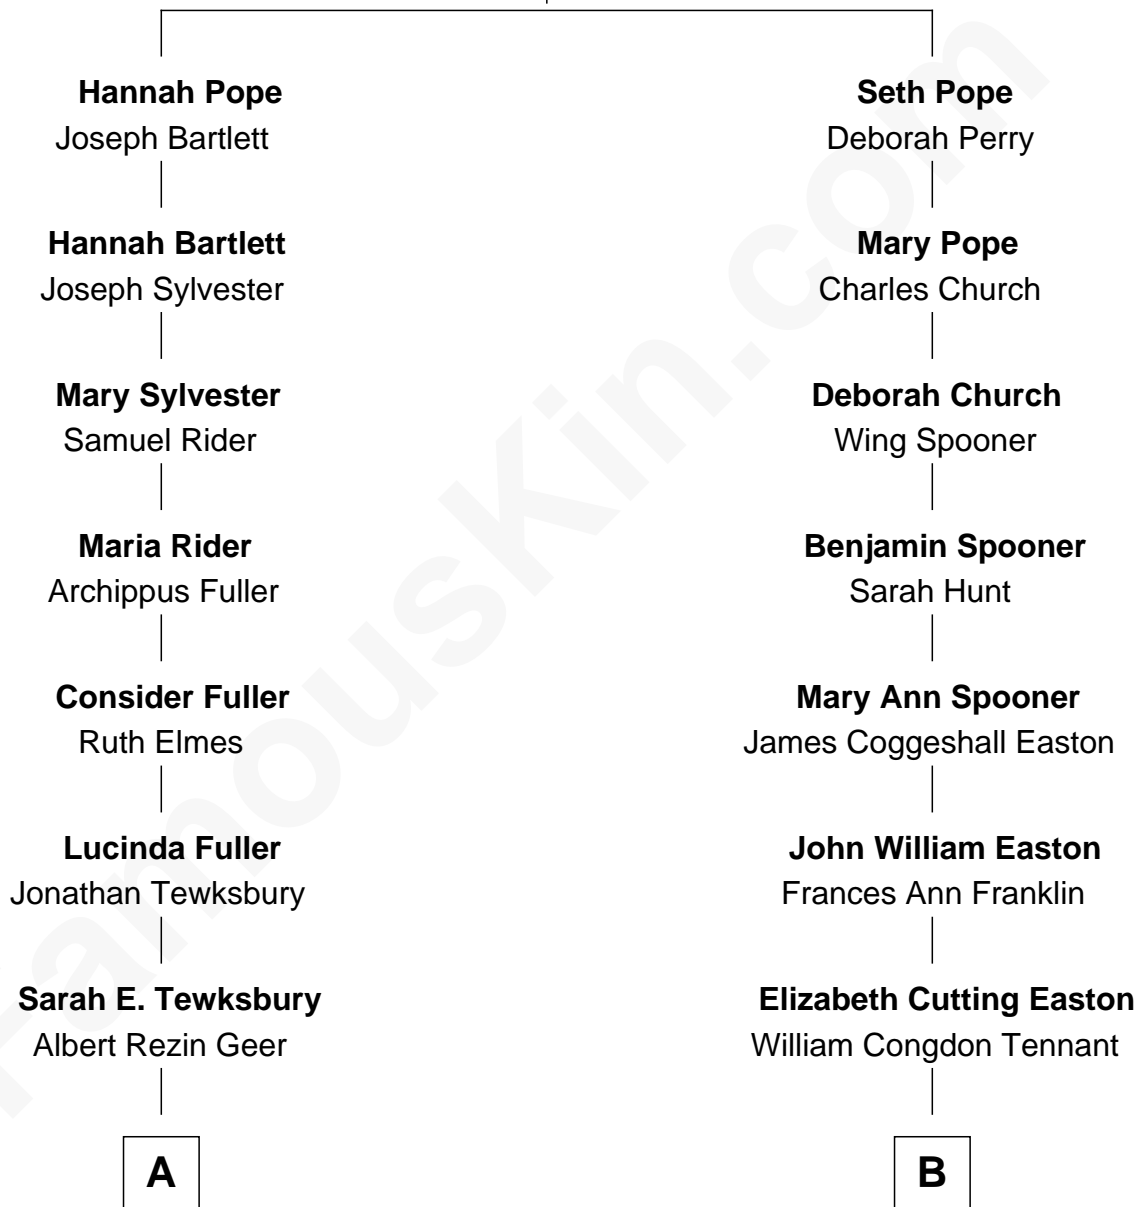 Hannah Pope
Joseph Bartlett
Hannah Bartlett
Joseph Sylvester
Mary Sylvester
Samuel Rider
Maria Rider
Archippus Fuller
Consider Fuller
Ruth Elmes
Lucinda Fuller
Jonathan Tewksbury
Sarah E. Tewksbury
Albert Rezin Geer
A
Seth Pope
Deborah Perry
Mary Pope
Charles Church
Deborah Church
Wing Spooner
Benjamin Spooner
Sarah Hunt
Mary Ann Spooner
James Coggeshall Easton
John William Easton
Frances Ann Franklin
Elizabeth Cutting Easton
William Congdon Tennant
B
FamousKin.com